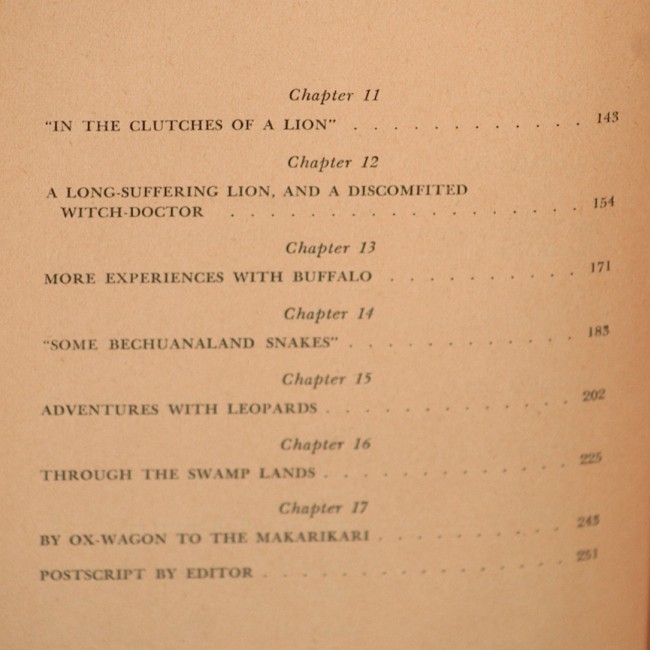 Chapter 11
"IN THE CLUTCHES OF A LION" . . . . . . . . . . . . 143
Chapter 12
A LONG-SUFFERING LION, AND A DISCOMFITED
WITCH-DOCTOR . . . . . . . . . . . . . . . . . . 154
Chapter 13
MORE EXPERIENCES WITH BUFFALO . . . . . . . . . . 171
Chapter 14
"SOME BECHUANALAND SNAKES" . . . . . . . . . . . . 183
Chapter 15
ADVENTURES WITH LEOPARDS . . . . . . . . . . . . . 202
Chapter 16
THROUGH THE SWAMP LANDS . . . . . . . . . . . . . 225
Chapter 17
BY OX-WAGON TO THE MAKARIKARI . . . . . . . . . . 245
POSTSCRIPT BY EDITOR . . . . . . . . . . . . . . . . 251